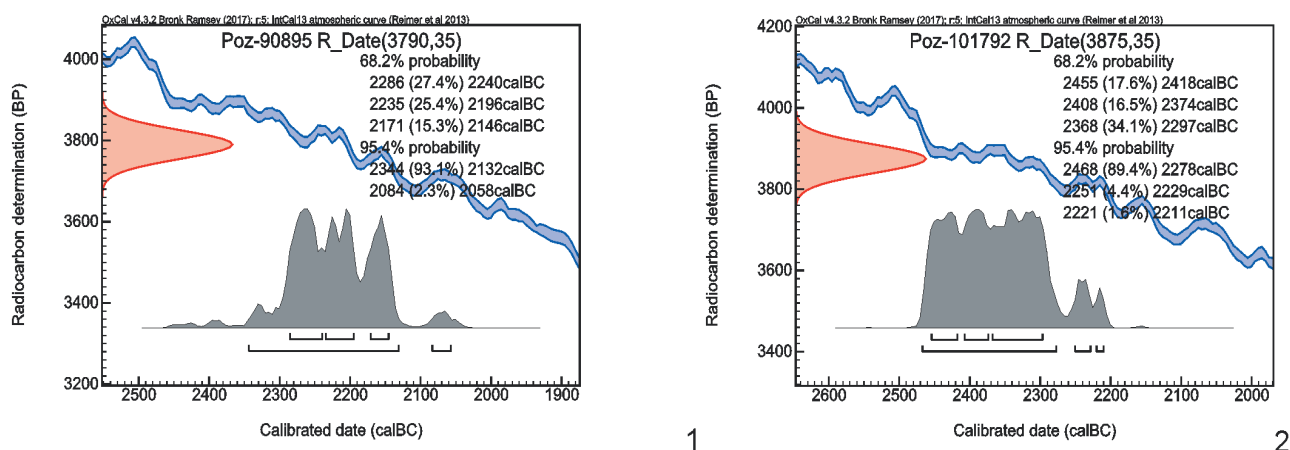 OxCal v4.3.2 Bronk Ramsey (2017); r:5; IntCal13 atmospheric curve (Reimer et al 2013)
Poz-90895 R_Date(3790,35)
68.2% probability
2286 (27.4%) 2240calBC
2235 (25.4%) 2196calBC
2171 (15.3%) 2146calBC
95.4% probability
2344 (93.1%) 2132calBC
2084 (2.3%) 2058calBC
Radiocarbon determination (BP)
4000
3800
3600
3400
3200
2500 2400 2300 2200 2100 2000 1900
Calibrated date (calBC)
1
OxCal v4.3.2 Bronk Ramsey (2017); r:5; IntCal13 atmospheric curve (Reimer et al 2013)
Poz-101792 R_Date(3875,35)
68.2% probability
2455 (17.6%) 2418calBC
2408 (16.5%) 2374calBC
2368 (34.1%) 2297calBC
95.4% probability
2468 (89.4%) 2278calBC
2251 (4.4%) 2229calBC
2221 (1.6%) 2211calBC
Radiocarbon determination (BP)
4200
4000
3800
3600
3400
2600 2500 2400 2300 2200 2100 2000
Calibrated date (calBC)
2